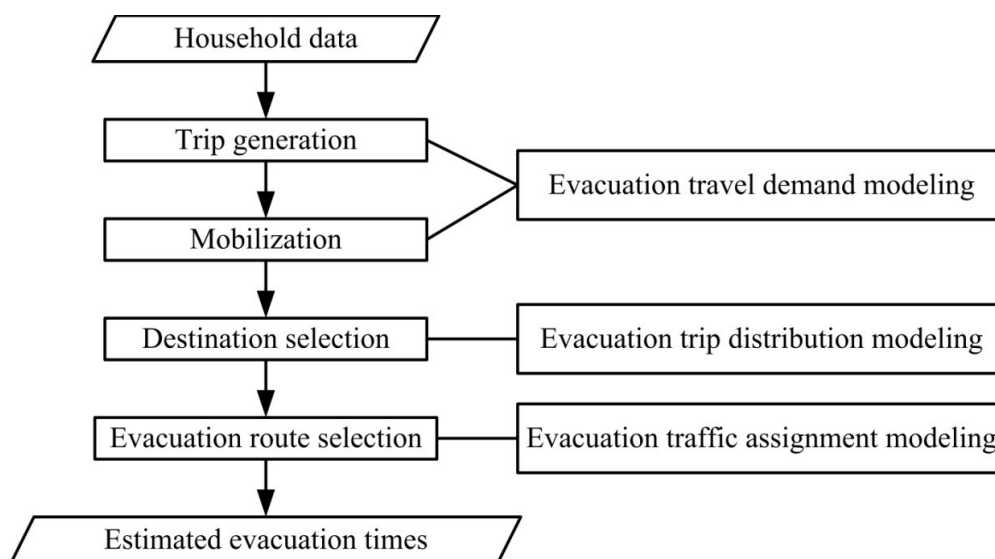 Household data
Trip generation
Evacuation travel demand modeling
Mobilization
Destination selection
Evacuation trip distribution modeling
Evacuation route selection
Evacuation traffic assignment modeling
Estimated evacuation times